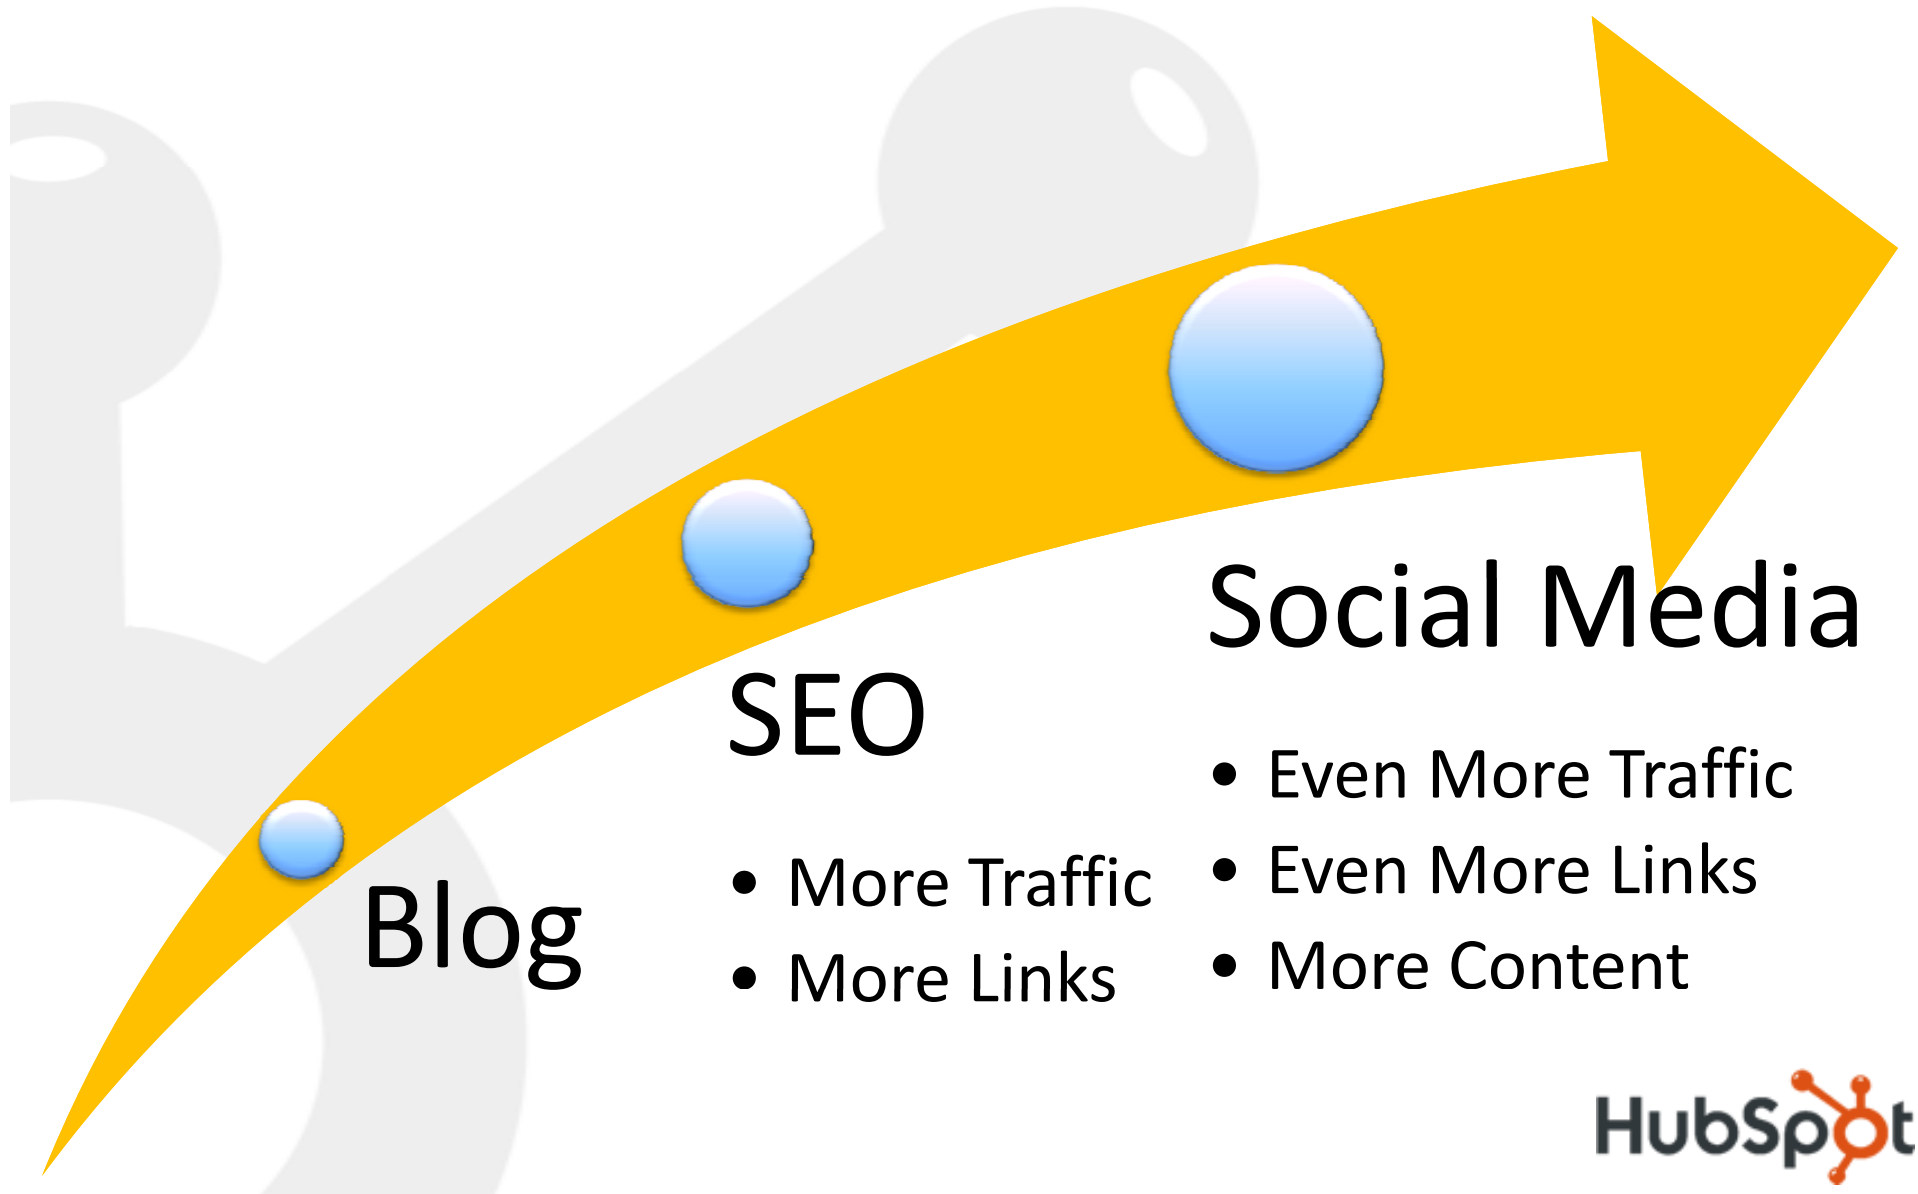 Blog
SEO
• More Traffic
• More Links
Social Media
• Even More Traffic
• Even More Links
• More Content
HubSpot